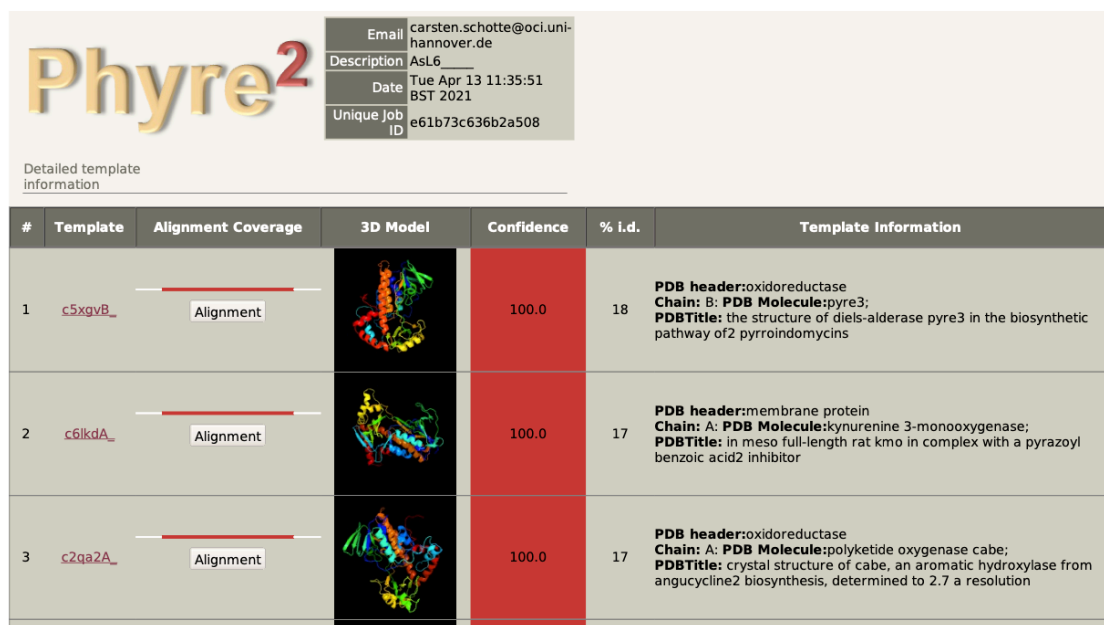 Phyre2
Email carsten.schotte@oci.uni-
hannover.de
Description AsL6_____
Date Tue Apr 13 11:35:51
BST 2021
Unique Job
ID e61b73c636b2a508
Detailed template
information
# Template Alignment Coverage 3D Model Confidence % i.d. Template Information
1 c5xgvB_ Alignment 100.0 18
PDB header:oxidoreductase
Chain: B: PDB Molecule:pyre3;
PDBTitle: the structure of diels-alderase pyre3 in the biosynthetic
pathway of2 pyrroindomycins
2 c6lkdA_ Alignment 100.0 17
PDB header:membrane protein
Chain: A: PDB Molecule:kynurenine 3-monooxygenase;
PDBTitle: in meso full-length rat kmo in complex with a pyrazoyl
benzoic acid2 inhibitor
3 c2qa2A_ Alignment 100.0 17
PDB header:oxidoreductase
Chain: A: PDB Molecule:polyketide oxygenase cabe;
PDBTitle: crystal structure of cabe, an aromatic hydroxylase from
angucycline2 biosynthesis, determined to 2.7 a resolution